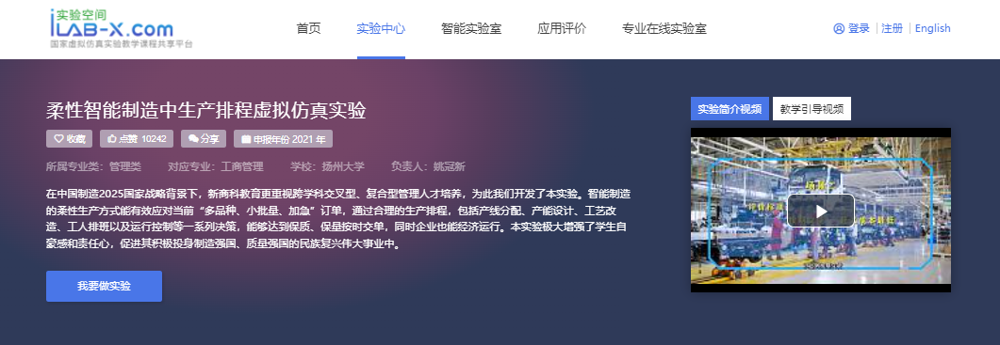 实验空间
iLAB-X.com
国家虚拟仿真实验教学课程共享平台
首页 实验中心 智能实验室 应用评价 专业在线实验室
登录 注册 English
柔性智能制造中生产排程虚拟仿真实验
收藏 点赞 10242 分享 申报年份 2021 年
所属专业类：管理类 对应专业：工商管理 学校：扬州大学 负责人：姚冠新
在中国制造2025国家战略背景下，新商科教育更重视跨学科交叉型、复合型管理人才培养，为此我们开发了本实验。智能制造
的柔性生产方式能有效应对当前“多品种、小批量、加急”订单，通过合理的生产排程，包括产线分配、产能设计、工艺改
造、工人排班以及运行控制等一系列决策，能够达到保质、保量按时交单，同时企业也能经济运行。本实验极大增强了学生自
豪感和责任心，促进其积极投身制造强国、质量强国的民族复兴伟大事业中。
我要做实验
实验简介视频 教学引导视频